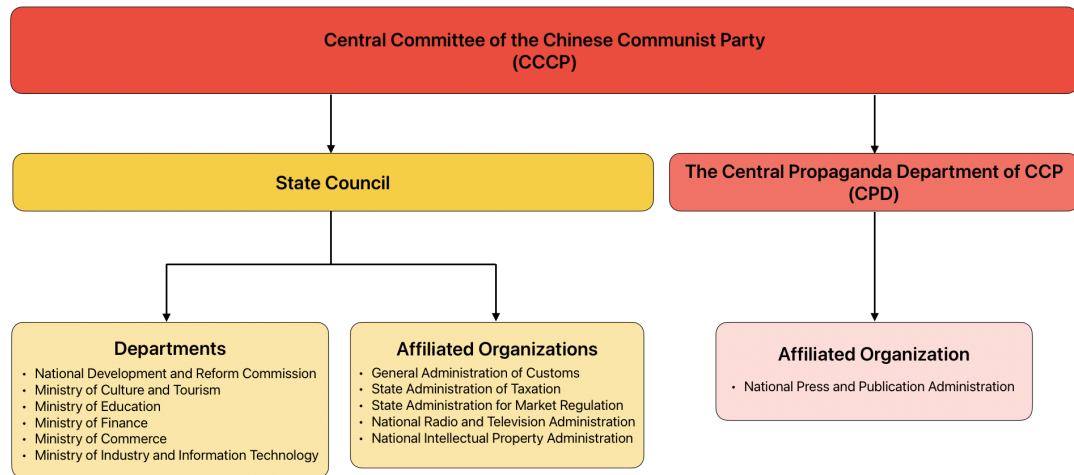 Central Committee of the Chinese Communist Party
(CCCP)
State Council
The Central Propaganda Department of CCP
(CPD)
Departments
• National Development and Reform Commission
• Ministry of Culture and Tourism
• Ministry of Education
• Ministry of Finance
• Ministry of Commerce
• Ministry of Industry and Information Technology
Affiliated Organizations
• General Administration of Customs
• State Administration of Taxation
• State Administration for Market Regulation
• National Radio and Television Administration
• National Intellectual Property Administration
Affiliated Organization
• National Press and Publication Administration